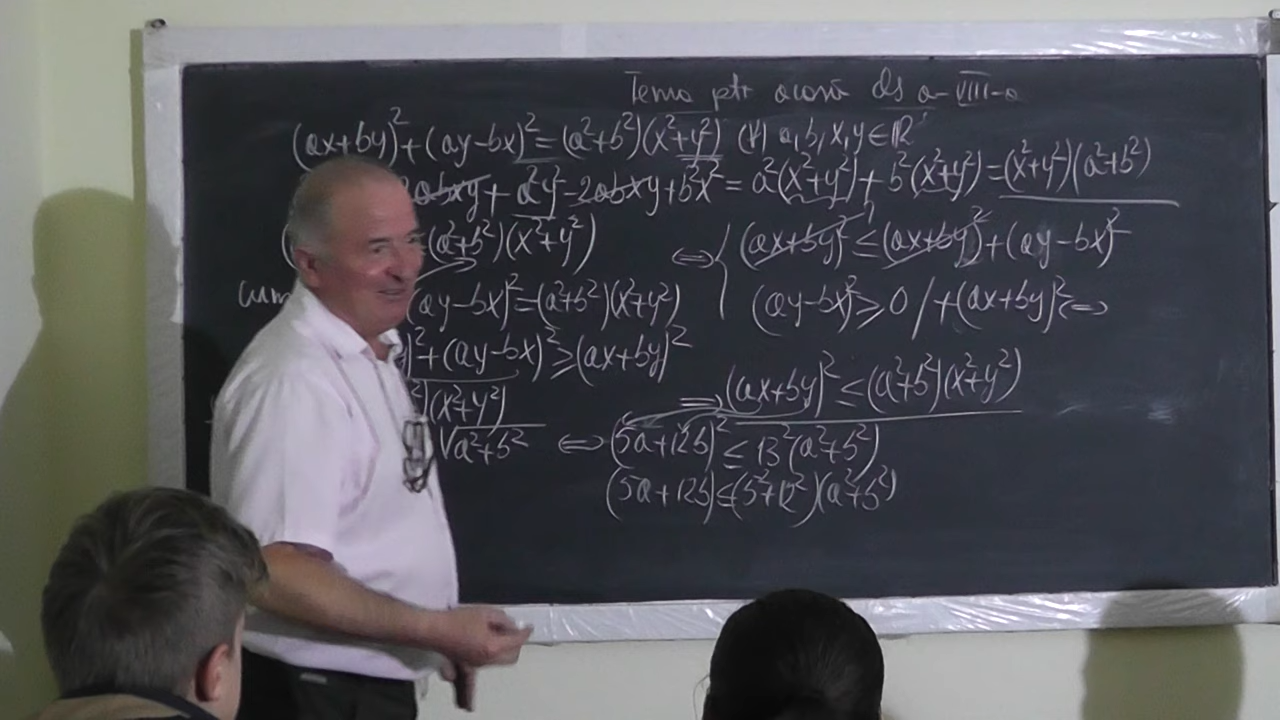 Tema ptr acasă cls a-VIII-a
(ax+by)²+(ay-bx)²=(a²+b²)(x²+y²) (∀) a,b,x,y∈ℝ
2abxy+a²y²-2abxy+b²x²=a²(x²+y²)+b²(x²+y²)=(x²+y²)(a²+b²)
(a²+b²)(x²+y²) ⇔ { (ax+by)²≤(ax+by)²+(ay-bx)²
cum (ay-bx)²=(a²+b²)(x²+y²) (ay-bx)²≥0 /+(ax+by)² ⇔
)²+(ay-bx)²≥(ax+by)²
²)(x²+y²) ⇒ (ax+by)²≤(a²+b²)(x²+y²)
√a²+b² ⇔ (5a+12b)²≤13²(a²+b²)
(5a+12b)≤(5²+12²)(a²+b²)